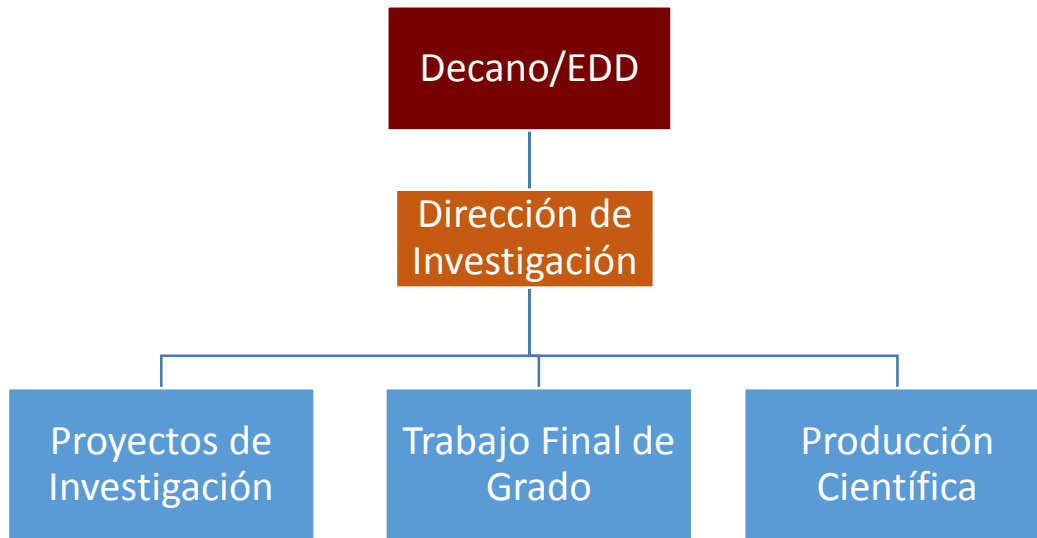 Decano/EDD
Dirección de
Investigación
Proyectos de
Investigación
Trabajo Final de
Grado
Producción
Científica